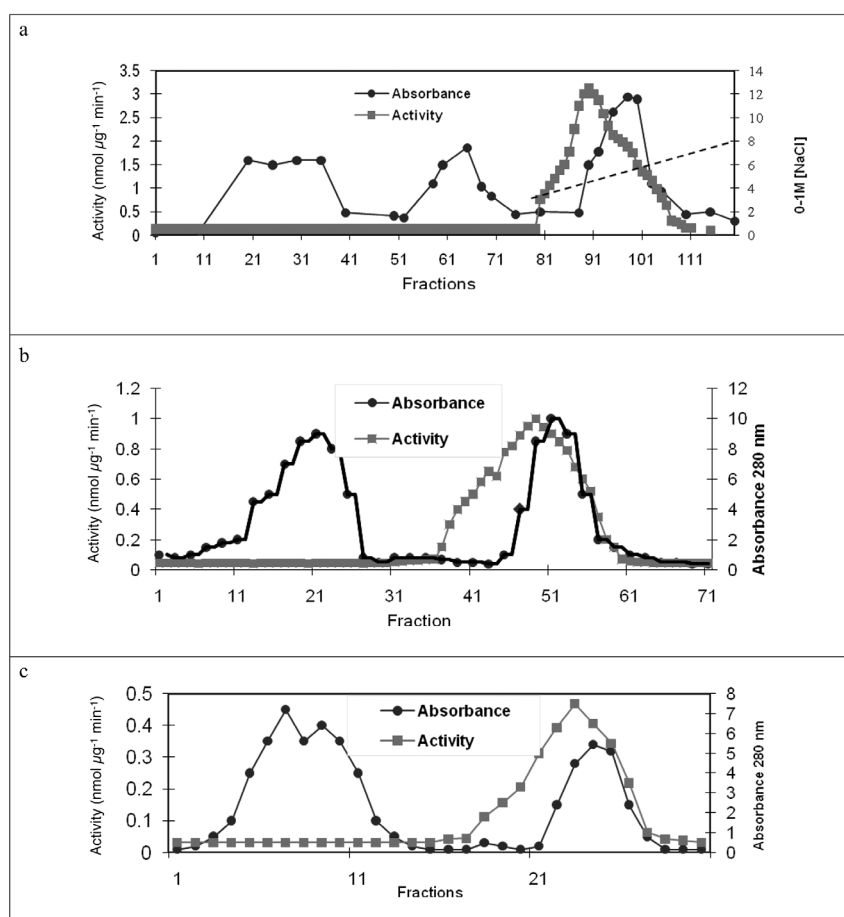 a
3.5
3
2.5
2
1.5
1
0.5
0
Activity (nmol µg⁻¹ min⁻¹)
Absorbance
Activity
14
12
10
8
6
4
2
0
0-1M [NaCl]
1 11 21 31 41 51 61 71 81 91 101 111
Fractions
b
1.2
1
0.8
0.6
0.4
0.2
0
Activity (nmol µg⁻¹ min⁻¹)
Absorbance
Activity
12
10
8
6
4
2
0
Absorbance 280 nm
1 11 21 31 41 51 61 71
Fraction
c
0.5
0.4
0.3
0.2
0.1
0
Activity (nmol µg⁻¹ min⁻¹)
Absorbance
Activity
8
7
6
5
4
3
2
1
0
Absorbance 280 nm
1 11 21
Fractions